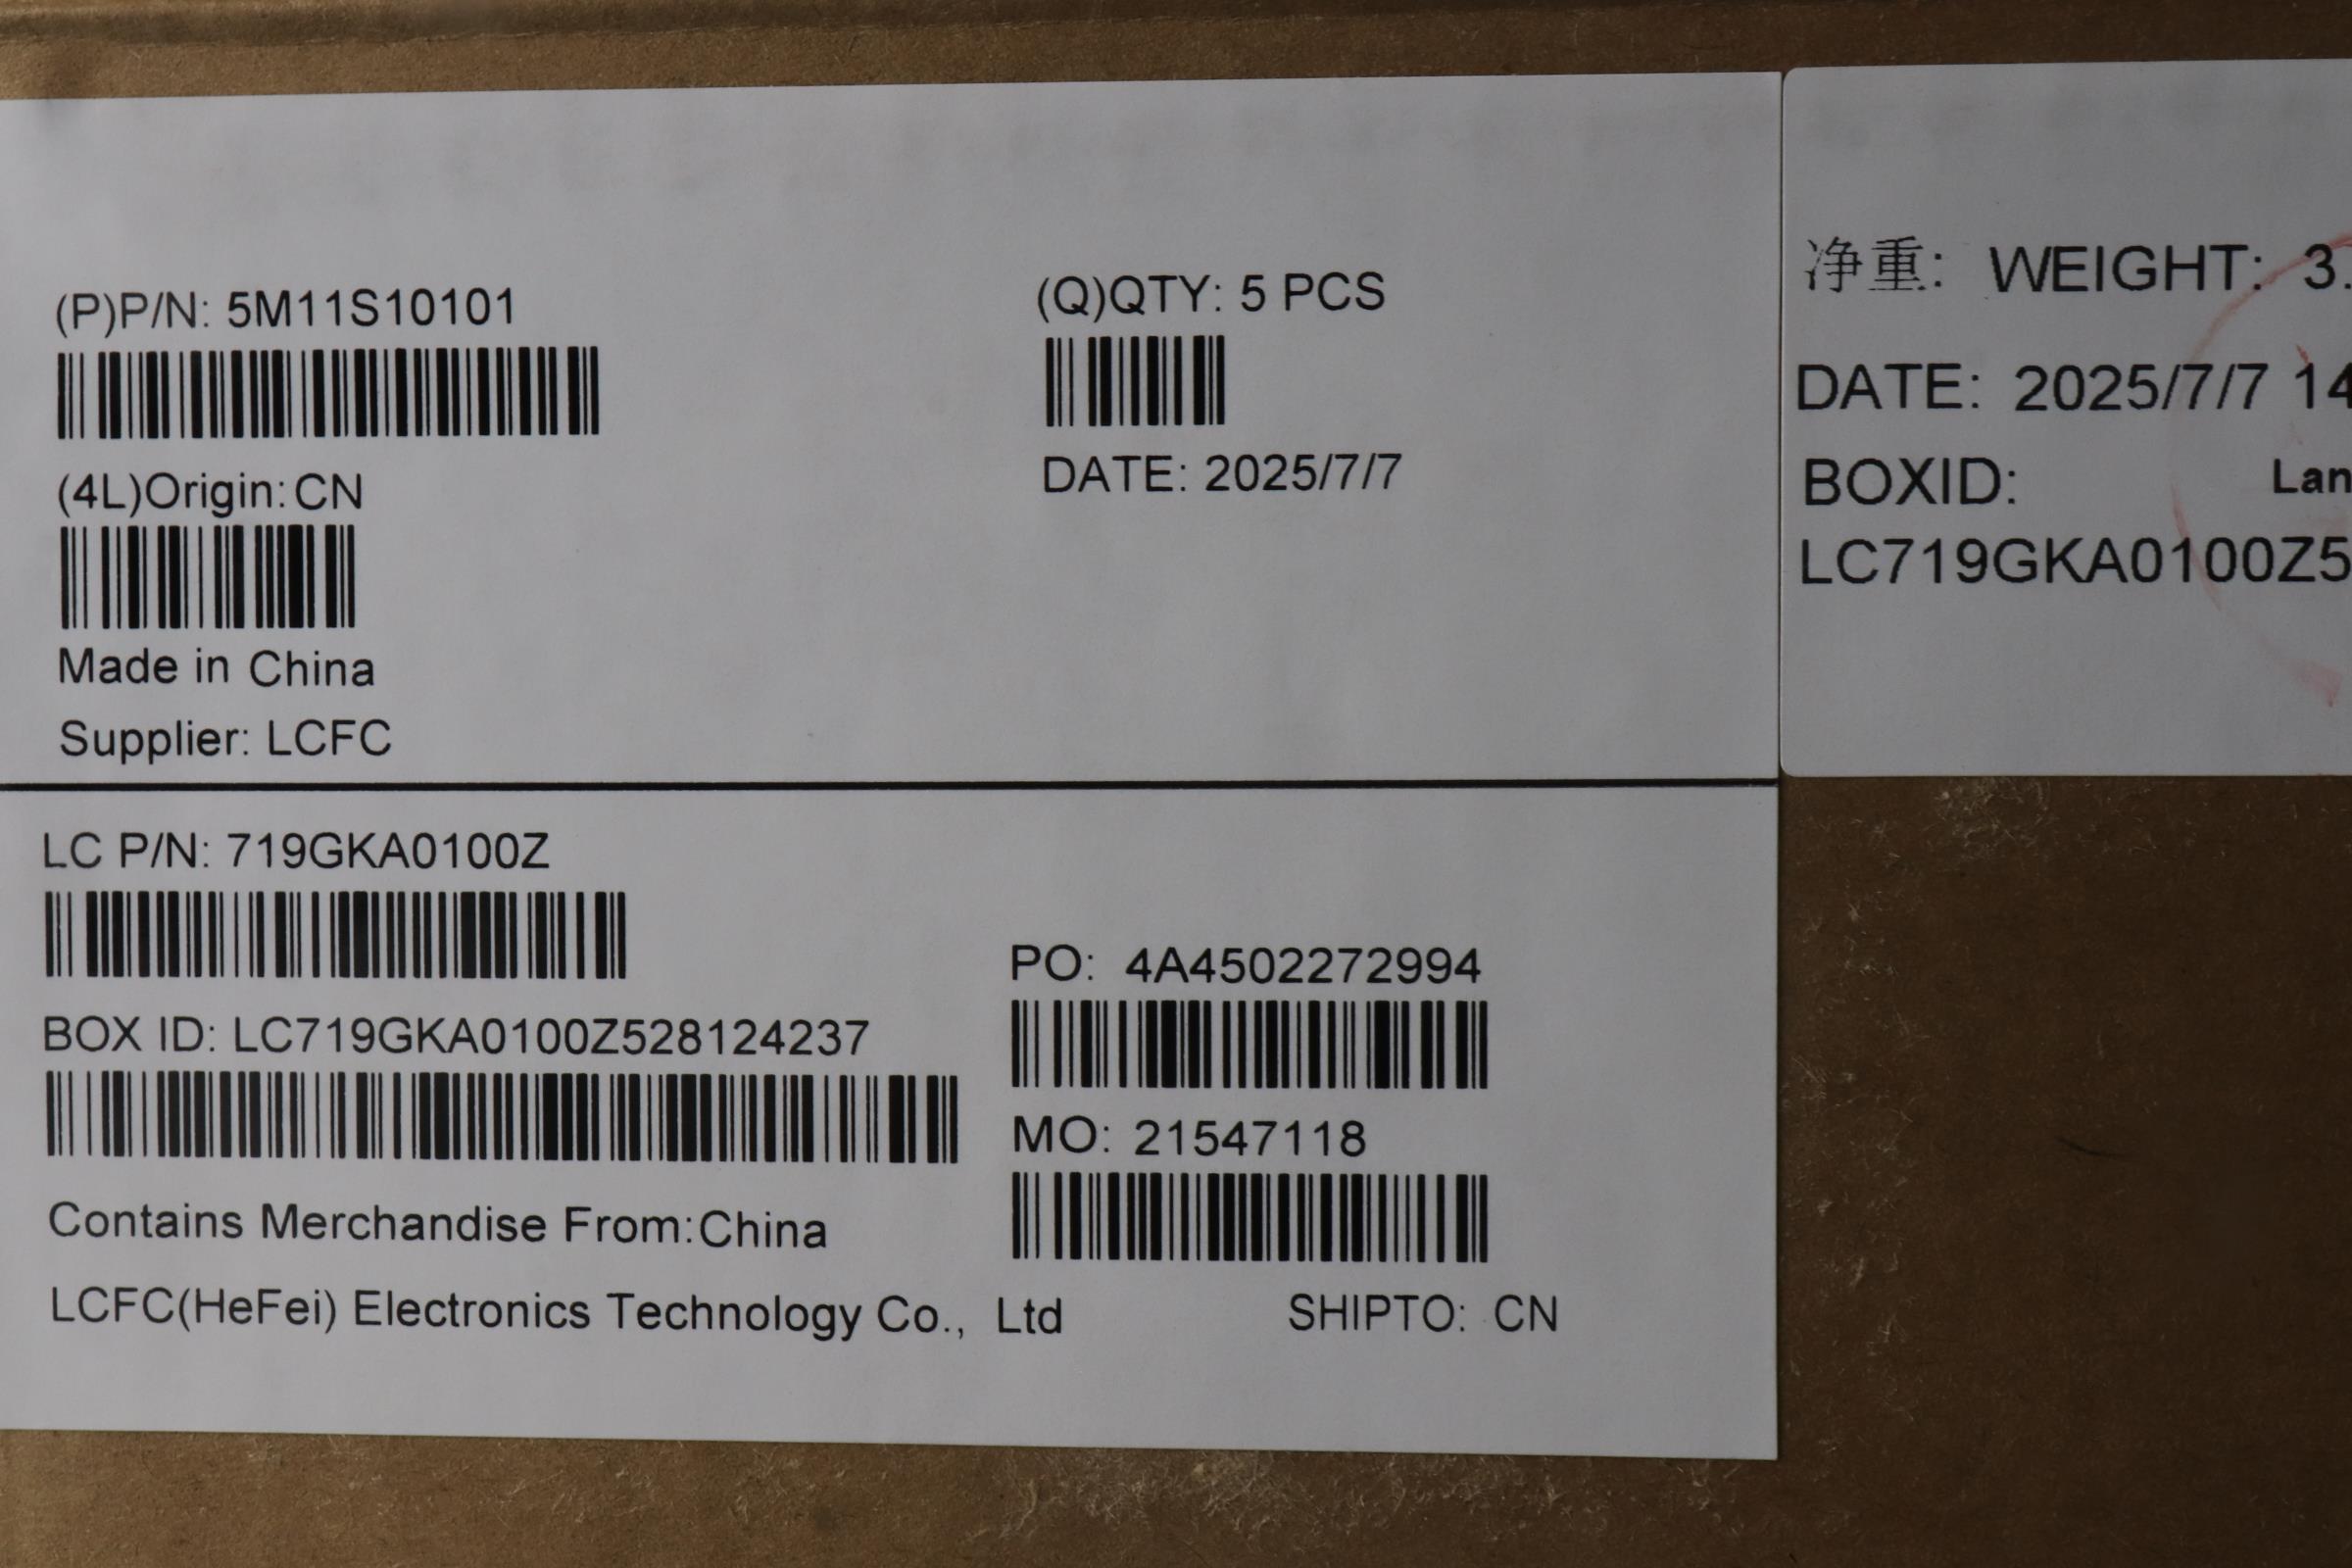 (P)P/N: 5M11S10101
(Q)QTY: 5 PCS
DATE: 2025/7/7
(4L)Origin:CN
Made in China
Supplier: LCFC
LC P/N: 719GKA0100Z
BOX ID: LC719GKA0100Z528124237
PO: 4A4502272994
MO: 21547118
Contains Merchandise From:China
LCFC(HeFei) Electronics Technology Co., Ltd
SHIPTO: CN
净重: WEIGHT: 3.
DATE: 2025/7/7 14
BOXID: Lan
LC719GKA0100Z5